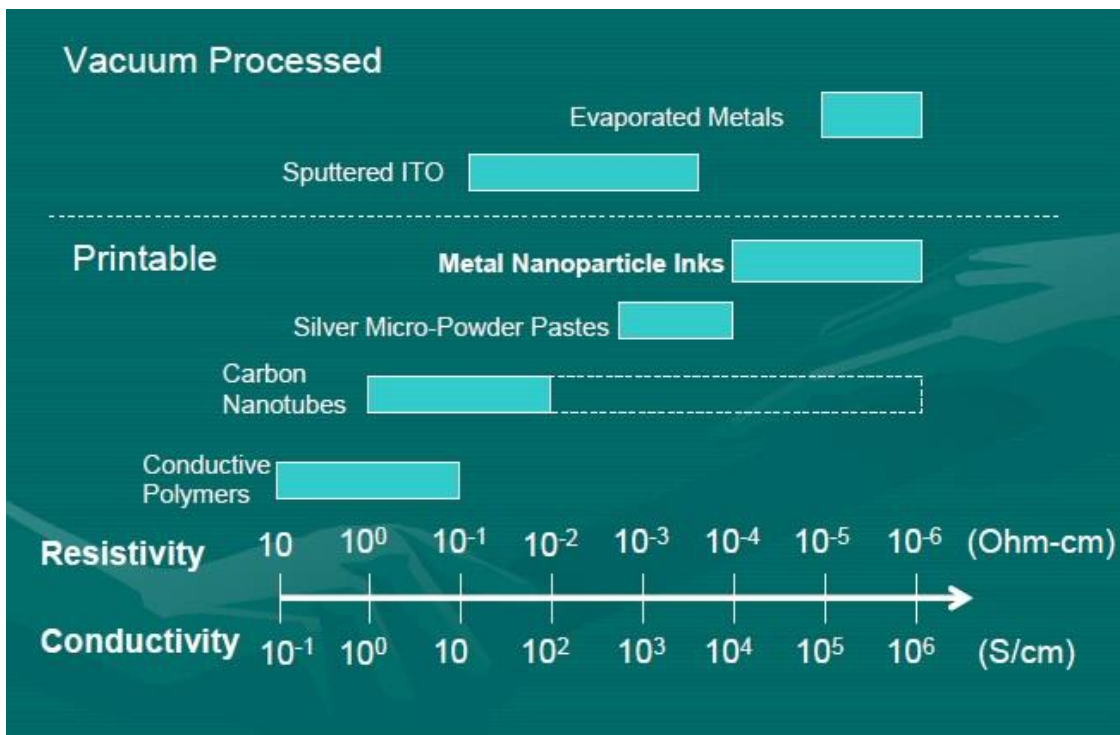 Vacuum Processed
Evaporated Metals
Sputtered ITO
Printable
Metal Nanoparticle Inks
Silver Micro-Powder Pastes
Carbon
Nanotubes
Conductive
Polymers
Resistivity 10 10⁰ 10⁻¹ 10⁻² 10⁻³ 10⁻⁴ 10⁻⁵ 10⁻⁶ (Ohm-cm)
Conductivity 10⁻¹ 10⁰ 10 10² 10³ 10⁴ 10⁵ 10⁶ (S/cm)